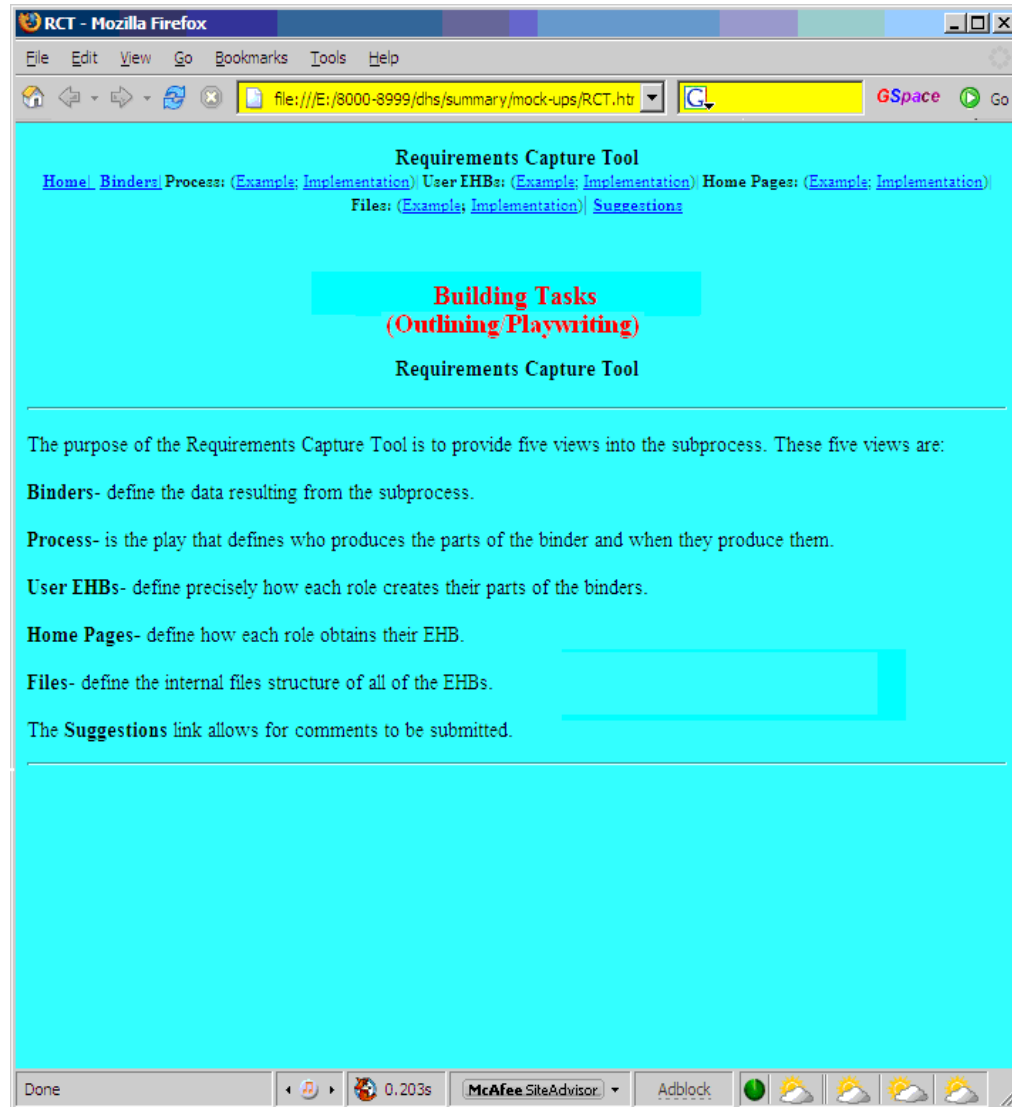 RCT - Mozilla Firefox
File Edit View Go Bookmarks Tools Help
file:///E:/8000-8999/dhs/summary/mock-ups/RCT.htr G GSpace Go
Requirements Capture Tool
Home| Binders| Process: (Example; Implementation)| User EHBs: (Example; Implementation)| Home Pages: (Example; Implementation)|
Files: (Example; Implementation)| Suggestions
Building Tasks
(Outlining/Playwriting)
Requirements Capture Tool
The purpose of the Requirements Capture Tool is to provide five views into the subprocess. These five views are:
Binders- define the data resulting from the subprocess.
Process- is the play that defines who produces the parts of the binder and when they produce them.
User EHBs- define precisely how each role creates their parts of the binders.
Home Pages- define how each role obtains their EHB.
Files- define the internal files structure of all of the EHBs.
The Suggestions link allows for comments to be submitted.
Done 0.203s McAfee SiteAdvisor Adblock